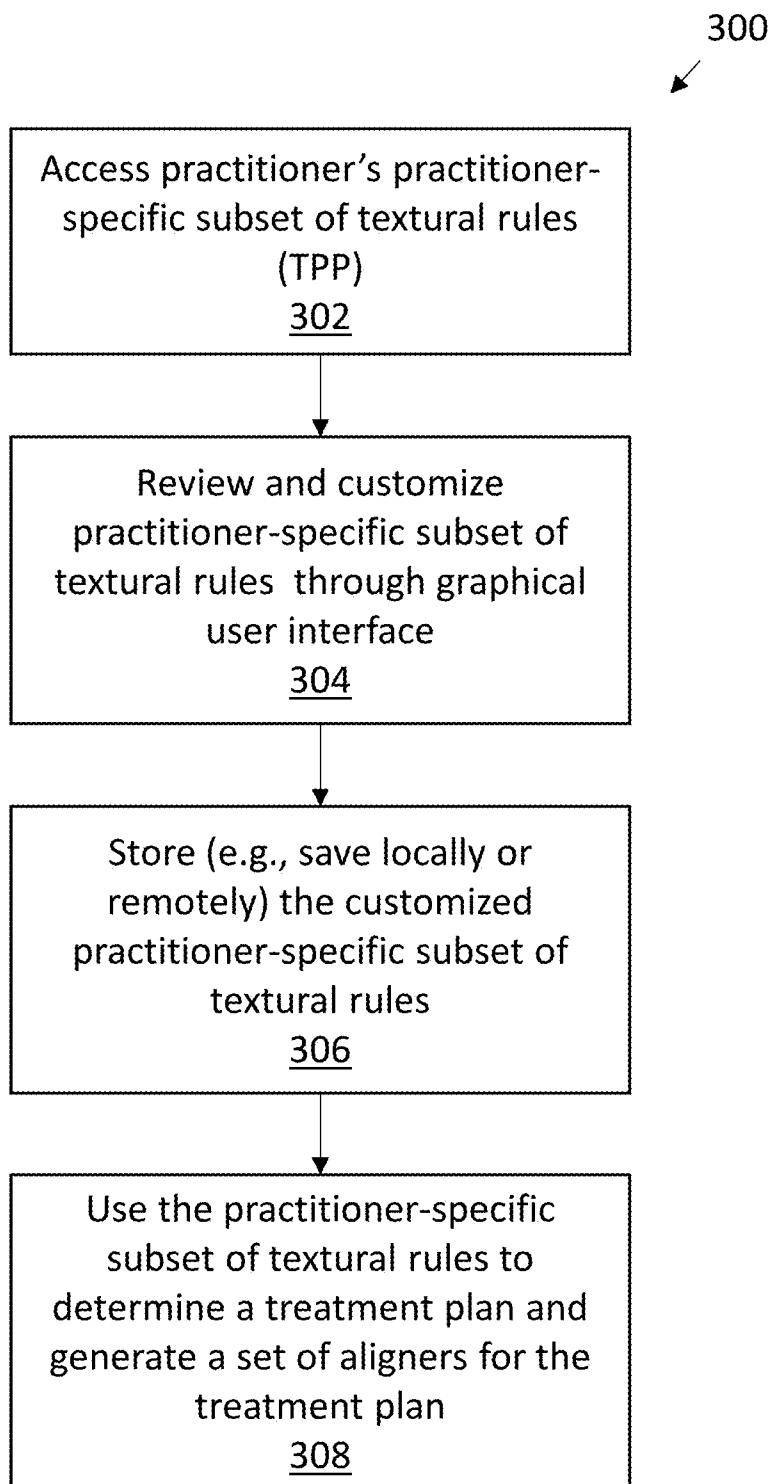 300
Access practitioner's practitioner-
specific subset of textural rules
(TPP)
302
Review and customize
practitioner-specific subset of
textural rules through graphical
user interface
304
Store (e.g., save locally or
remotely) the customized
practitioner-specific subset of
textural rules
306
Use the practitioner-specific
subset of textural rules to
determine a treatment plan and
generate a set of aligners for the
treatment plan
308